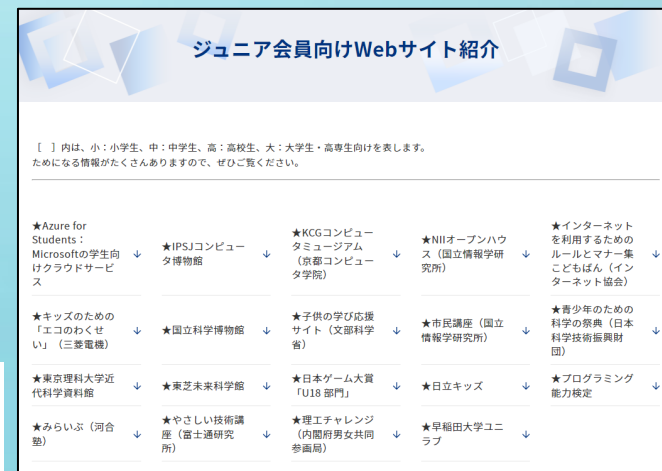 ジュニア会員向けWebサイト紹介
［　］内は、小：小学生、中：中学生、高：高校生、大：大学生・高専生向けを表します。
ためになる情報がたくさんありますので、ぜひご覧ください。
★Azure for
Students：
Microsoftの学生向
けクラウドサービ
ス
★IPSJコンピュー
タ博物館
★KCGコンピュー
タミュージアム
（京都コンピュー
タ学院）
★NIIオープンハウ
ス（国立情報学研
究所）
★インターネット
を利用するための
ルールとマナー集
こどもばん（イン
ターネット協会）
★キッズのための
「エコのわくせ
い」（三菱電機）
★国立科学博物館
★子供の学び応援
サイト（文部科学
省）
★市民講座（国立
情報学研究所）
★青少年のための
科学の祭典（日本
科学技術振興財
団）
★東京理科大学近
代科学資料館
★東芝未来科学館
★日本ゲーム大賞
「U18 部門」
★日立キッズ
★プログラミング
能力検定
★みらいぶ（河合
塾）
★やさしい技術講
座（富士通研究
所）
★理工チャレンジ
（内閣府男女共同
参画局）
★早稲田大学ユニ
ラブ